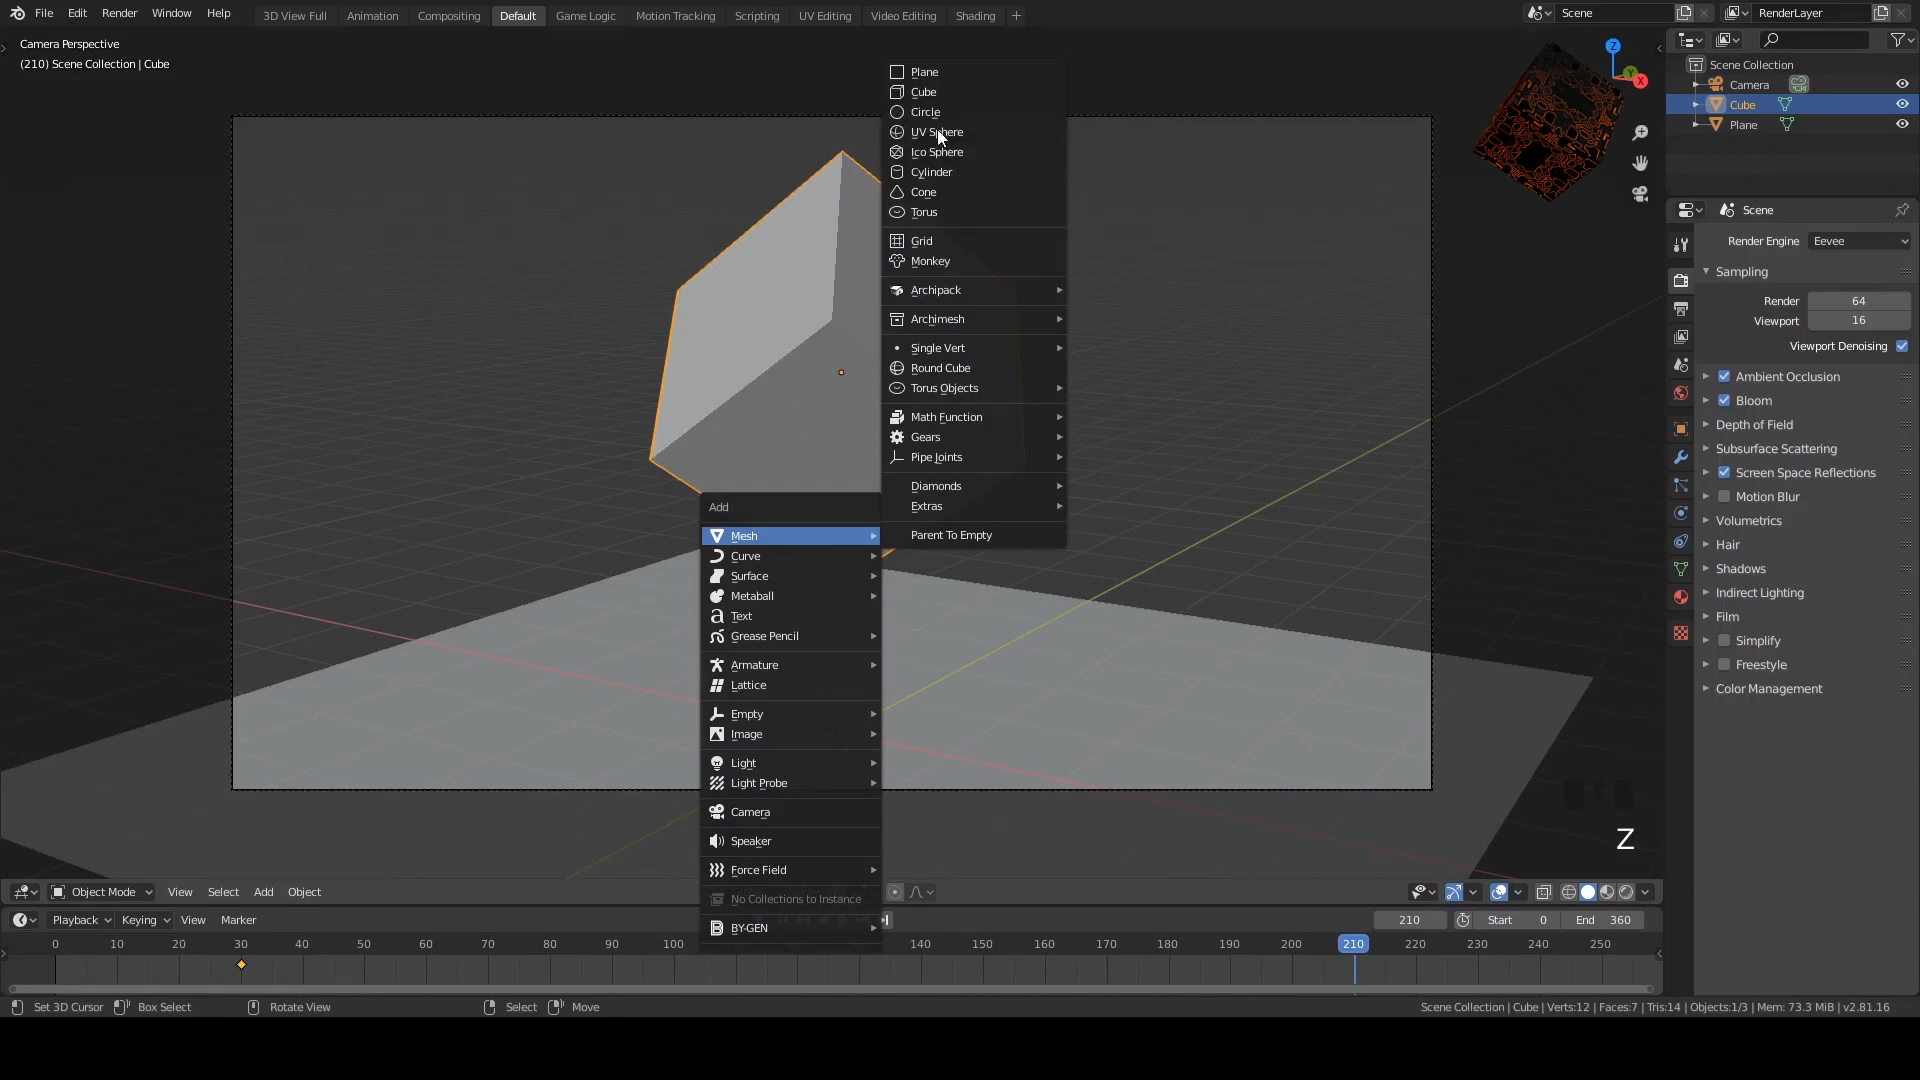 File Edit Render Window Help 3D View Full Animation Compositing Default Game Logic Motion Tracking Scripting UV Editing Video Editing Shading + Scene RenderLayer
Camera Perspective
(210) Scene Collection | Cube
Plane
Cube
Circle
UV Sphere
Ico Sphere
Cylinder
Cone
Torus
Grid
Monkey
Archipack
Archimesh
Single Vert
Round Cube
Torus Objects
Math Function
Gears
Pipe Joints
Diamonds
Extras
Parent To Empty
Add
Mesh
Curve
Surface
Metaball
Text
Grease Pencil
Armature
Lattice
Empty
Image
Light
Light Probe
Camera
Speaker
Force Field
No Collections to Instance
BY-GEN
Z
Y
X
Z
Scene Collection
Camera
Cube
Plane
Scene
Render Engine Eevee
Sampling
Render 64
Viewport 16
Viewport Denoising
Ambient Occlusion
Bloom
Depth of Field
Subsurface Scattering
Screen Space Reflections
Motion Blur
Volumetrics
Hair
Shadows
Indirect Lighting
Film
Simplify
Freestyle
Color Management
Object Mode View Select Add Object
Playback Keying View Marker 210 Start 0 End 360
0 10 20 30 40 50 60 70 80 90 100 140 150 160 170 180 190 200 210 220 230 240 250
Set 3D Cursor Box Select Rotate View Select Move Scene Collection | Cube | Verts:12 | Faces:7 | Tris:14 | Objects:1/3 | Mem: 73.3 MiB | v2.81.16